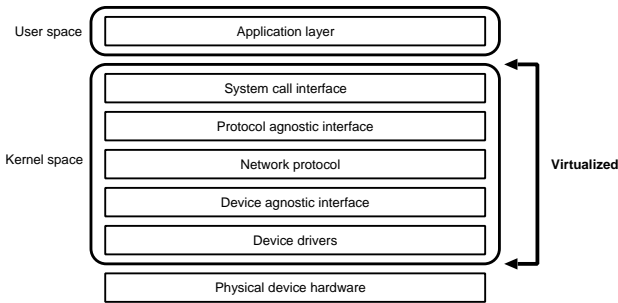 User space
Application layer
System call interface
Protocol agnostic interface
Kernel space
Network protocol
Virtualized
Device agnostic interface
Device drivers
Physical device hardware